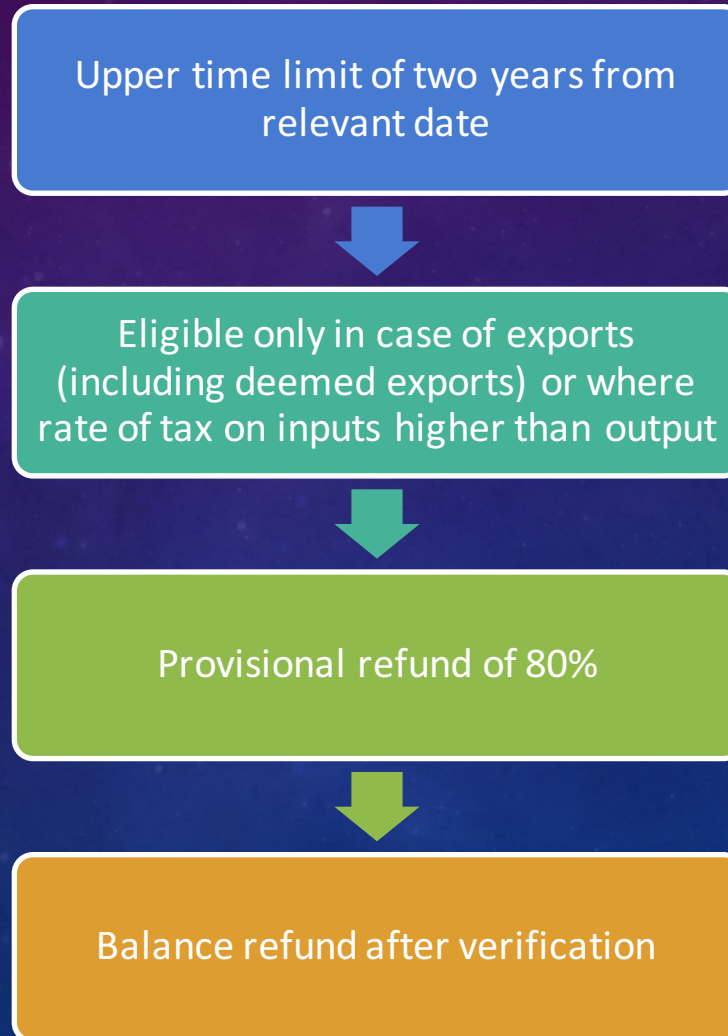 Upper time limit of two years from
relevant date
Eligible only in case of exports
(including deemed exports) or where
rate of tax on inputs higher than output
Provisional refund of 80%
Balance refund after verification